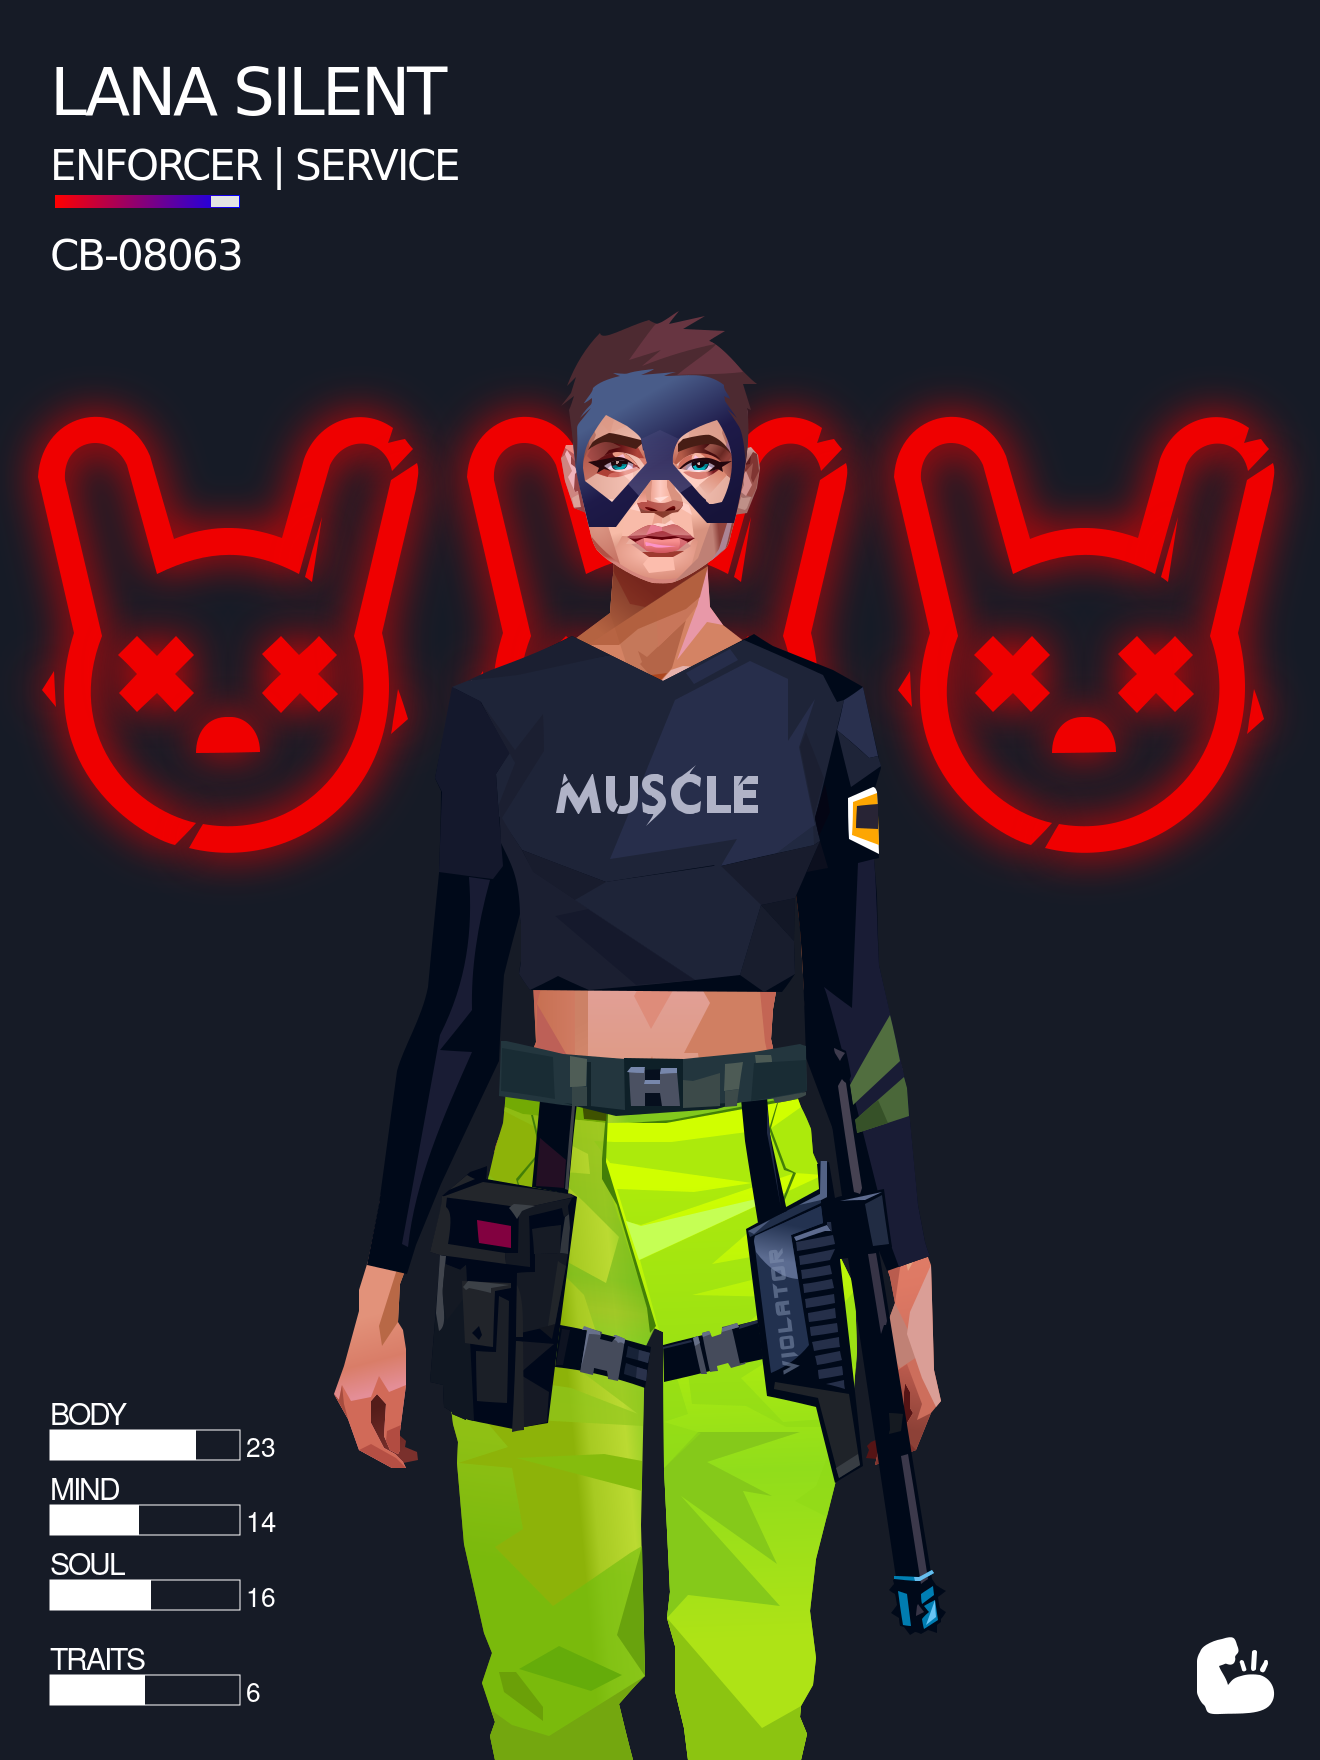 LANA SILENT
ENFORCER | SERVICE
CB-08063
MUSCLE
VIOLATOR
BODY
23
MIND
14
SOUL
16
TRAITS
6